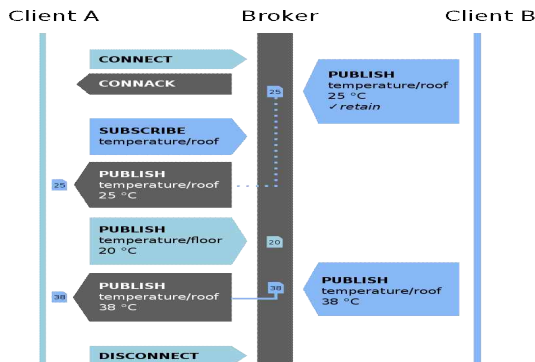 Client A
Broker
Client B
CONNECT
CONNACK
25
PUBLISH
temperature/roof
25 °C
✓ retain
SUBSCRIBE
temperature/roof
25
PUBLISH
temperature/roof
25 °C
PUBLISH
temperature/floor
20 °C
20
38
PUBLISH
temperature/roof
38 °C
38
PUBLISH
temperature/roof
38 °C
DISCONNECT